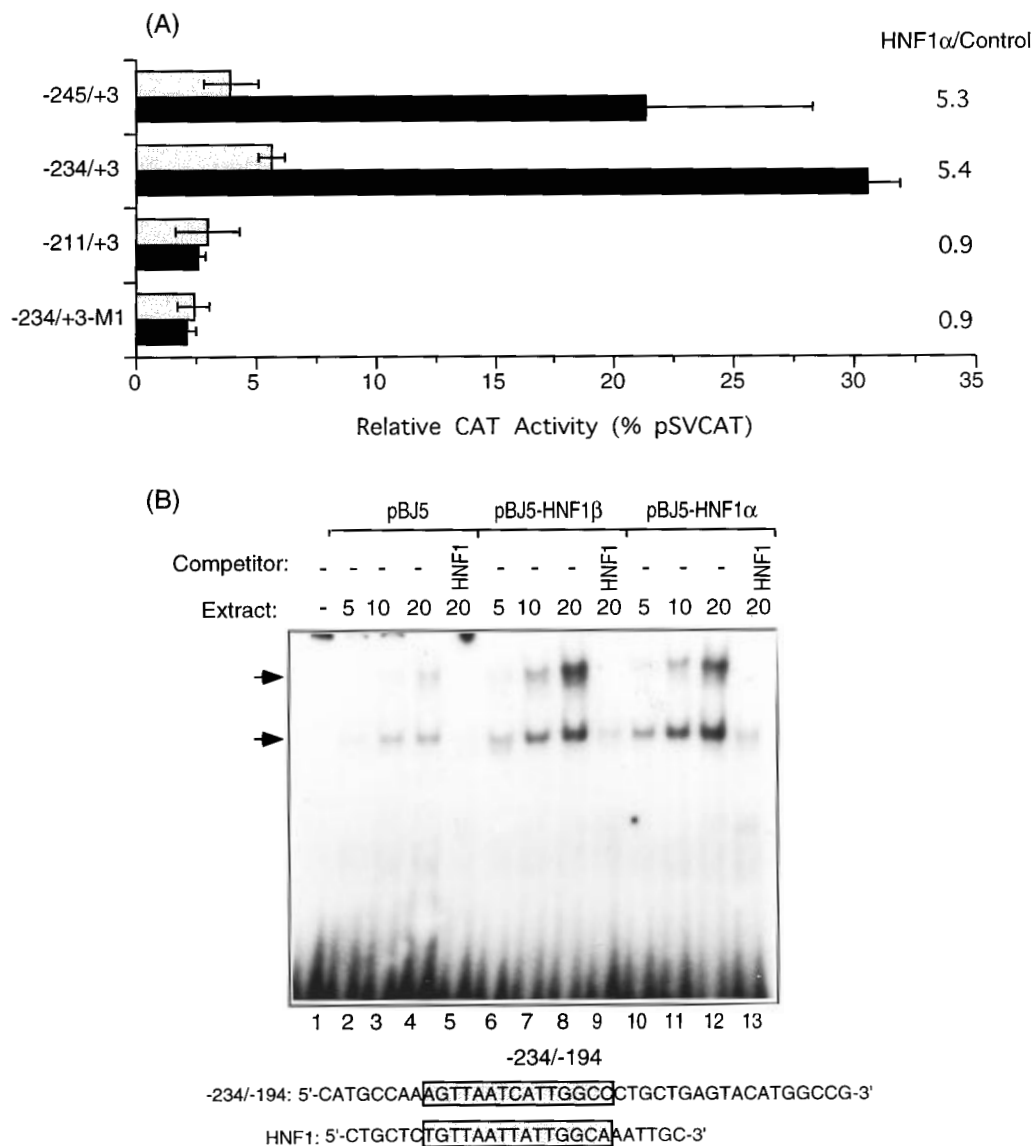 (A)
HNF1α/Control
-245/+3 5.3
-234/+3 5.4
-211/+3 0.9
-234/+3-M1 0.9
0 5 10 15 20 25 30 35
Relative CAT Activity (% pSVCAT)
(B)
pBJ5 pBJ5-HNF1β pBJ5-HNF1α
Competitor: - - - - HNF1 - - - HNF1 - - - HNF1
Extract: - 5 10 20 20 5 10 20 20 5 10 20 20
1 2 3 4 5 6 7 8 9 10 11 12 13
-234/-194
-234/-194: 5'-CATGCCAAAGTTAATCATTGGCCCTGCTGAGTACATGGCCG-3'
HNF1: 5'-CTGCTCTGTTAATTATTGGCAAATTGC-3'